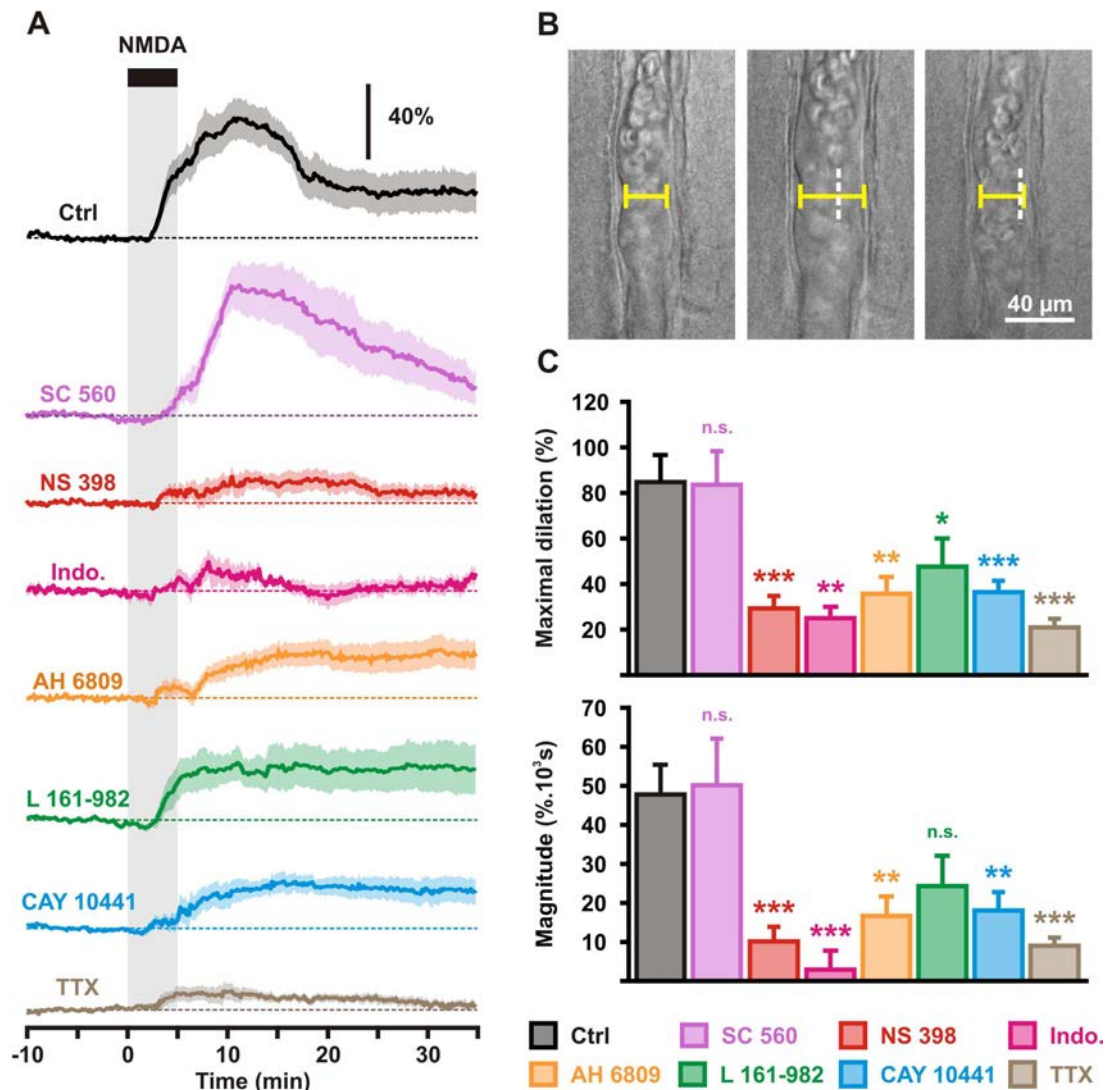 A
NMDA
40%
Ctrl
SC 560
NS 398
Indo.
AH 6809
L 161-982
CAY 10441
TTX
-10 0 10 20 30
Time (min)
B
40 µm
C
Maximal dilation (%)
120
100
80
60
40
20
n.s.
***
**
**
*
***
***
Magnitude (%.10³s)
70
60
50
40
30
20
10
n.s.
***
***
**
n.s.
**
***
Ctrl SC 560 NS 398 Indo.
AH 6809 L 161-982 CAY 10441 TTX